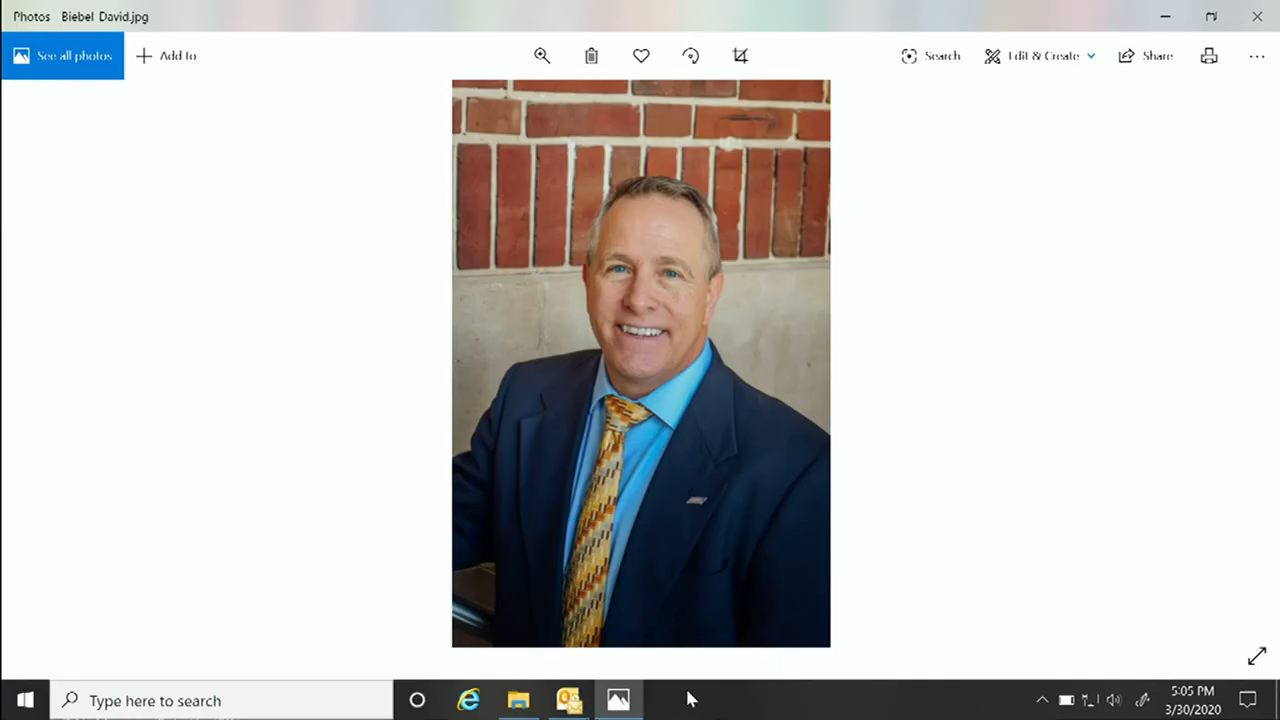 Photos Biebel David.jpg
See all photos
Add to
Search
Edit & Create
Share
Type here to search
5:05 PM
3/30/2020